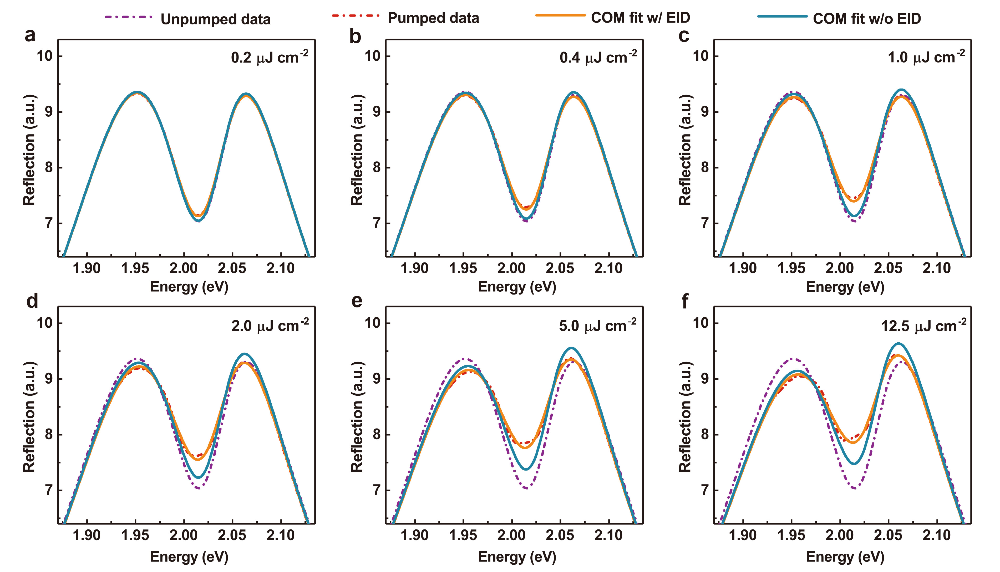 Unpumped data Pumped data COM fit w/ EID COM fit w/o EID
a b c
0.2 μJ cm-2 0.4 μJ cm-2 1.0 μJ cm-2
10 10 10
9 9 9
8 8 8
7 7 7
Reflection (a.u.) Reflection (a.u.) Reflection (a.u.)
1.90 1.95 2.00 2.05 2.10 1.90 1.95 2.00 2.05 2.10 1.90 1.95 2.00 2.05 2.10
Energy (eV) Energy (eV) Energy (eV)
d e f
2.0 μJ cm-2 5.0 μJ cm-2 12.5 μJ cm-2
10 10 10
9 9 9
8 8 8
7 7 7
Reflection (a.u.) Reflection (a.u.) Reflection (a.u.)
1.90 1.95 2.00 2.05 2.10 1.90 1.95 2.00 2.05 2.10 1.90 1.95 2.00 2.05 2.10
Energy (eV) Energy (eV) Energy (eV)